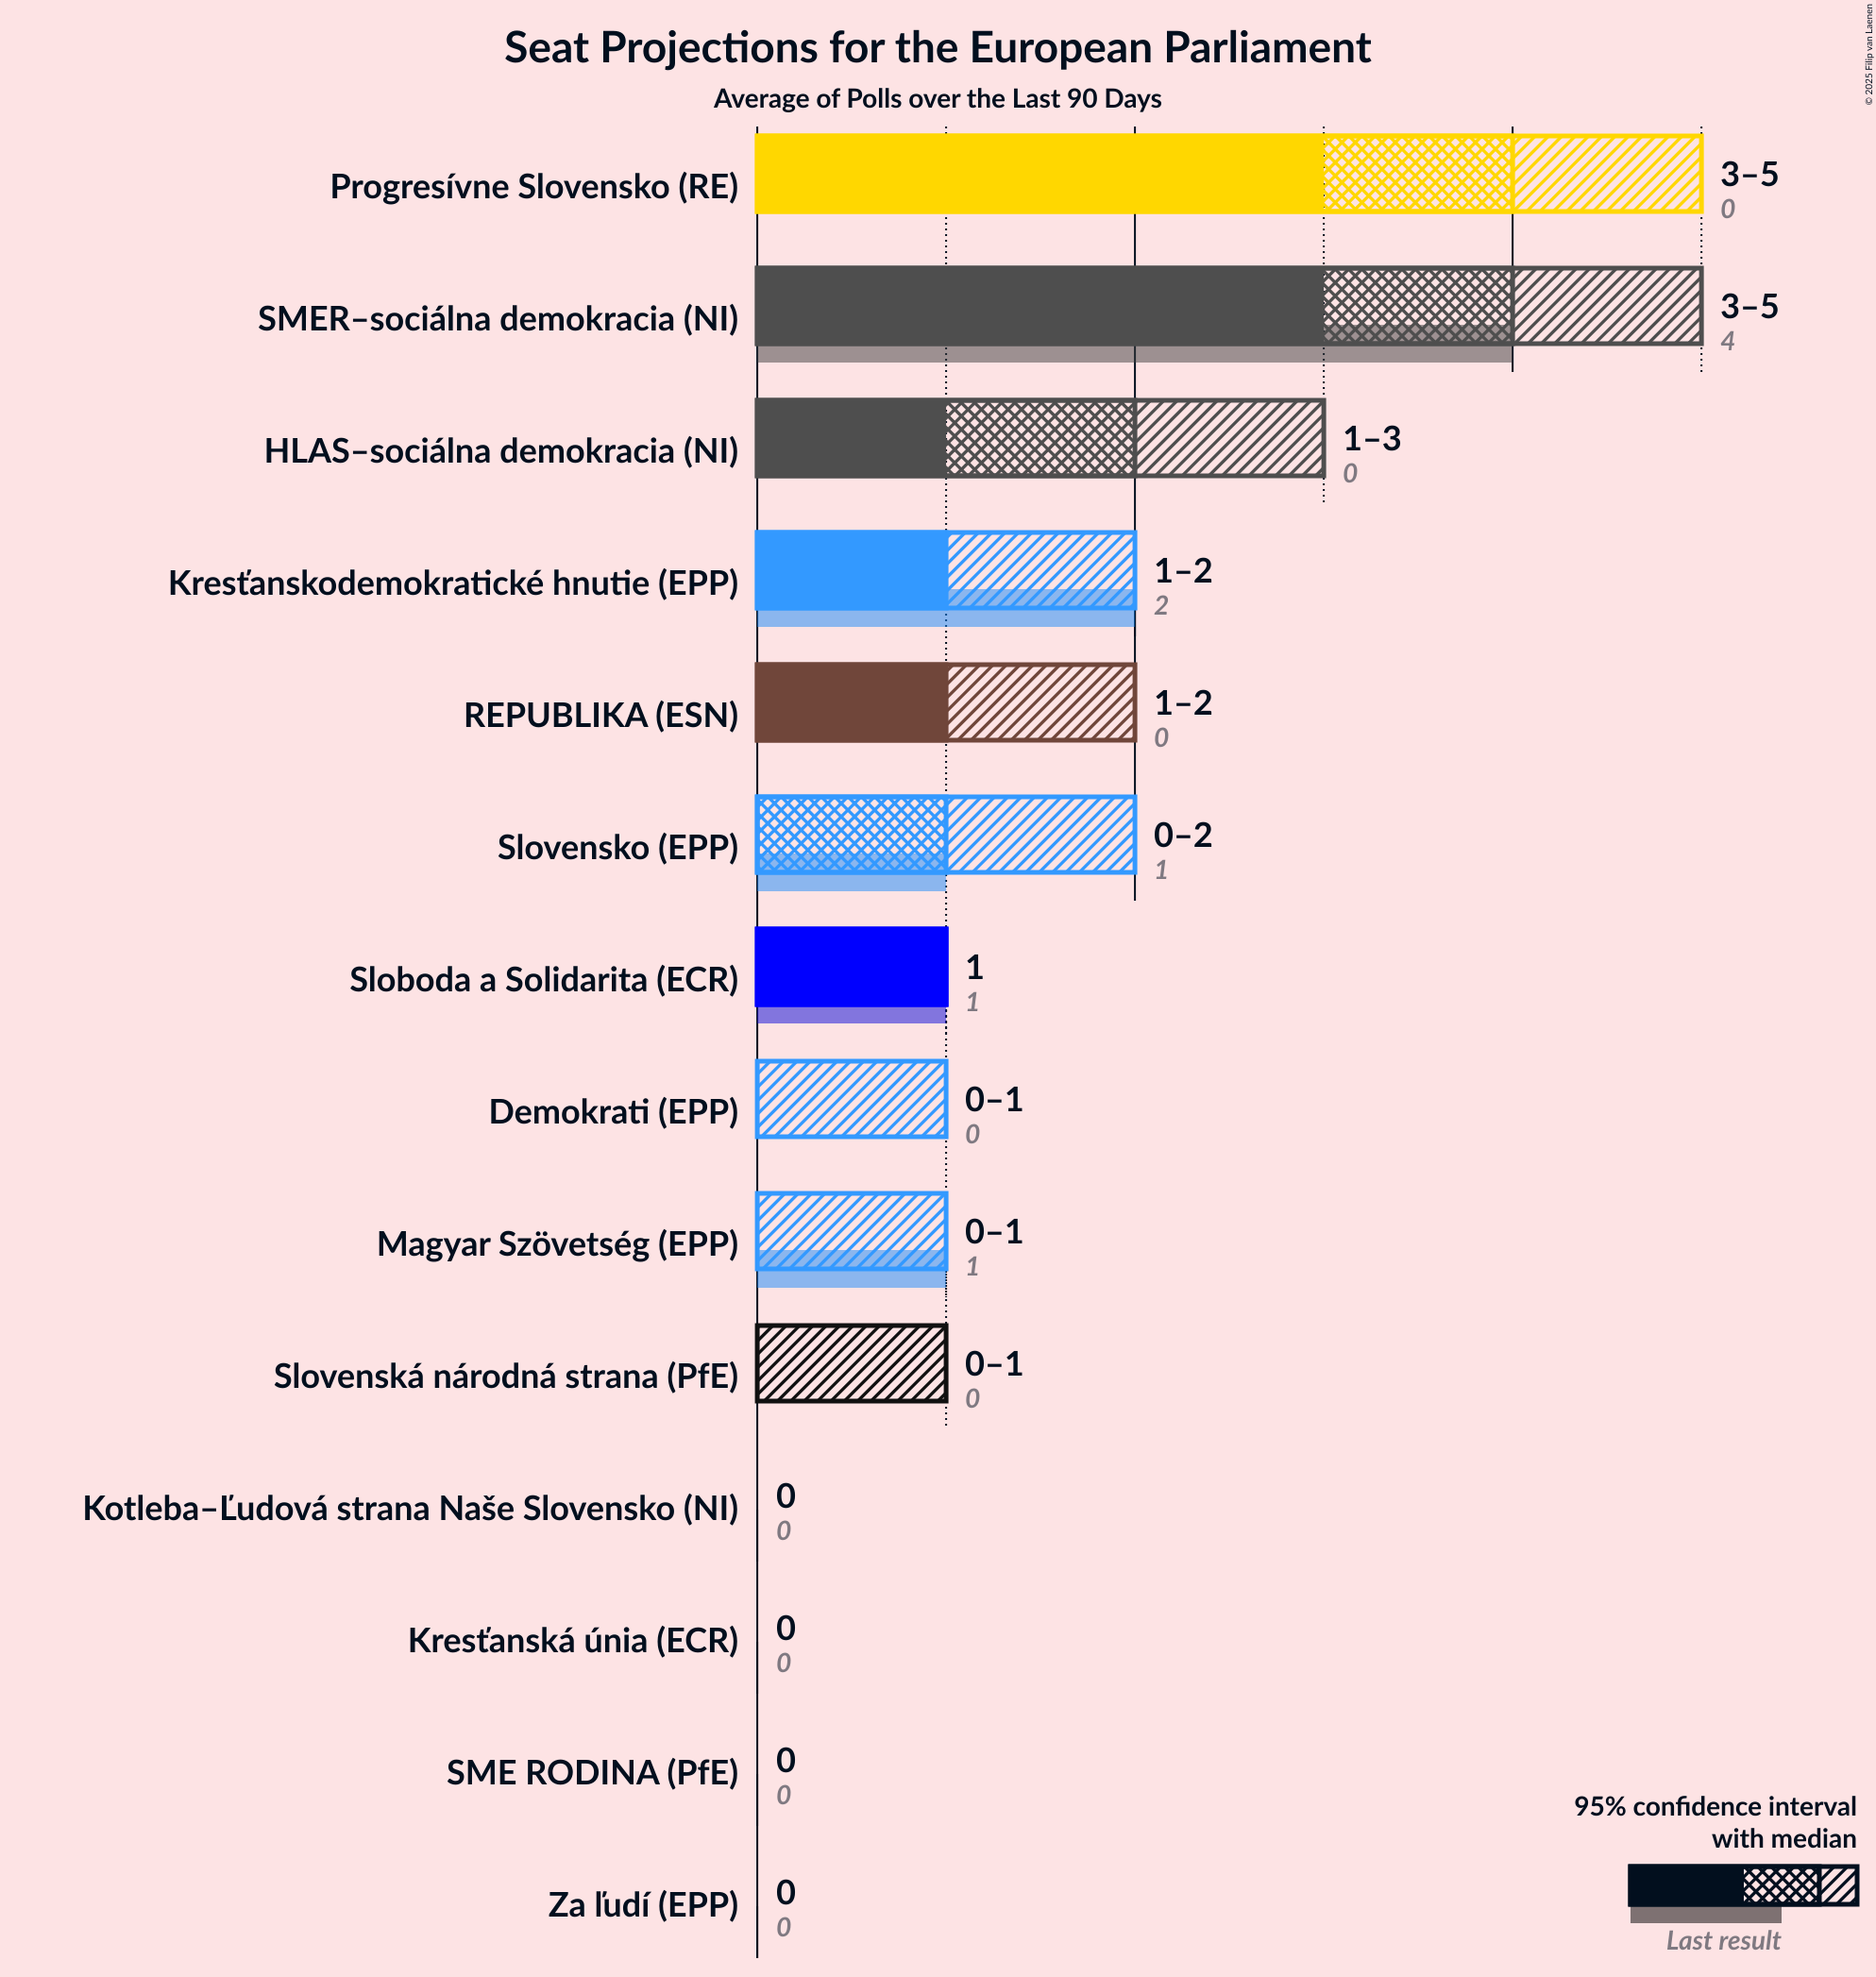 Seat Projections for the European Parliament
Average of Polls over the Last 90 Days
© 2025 Filip van Laenen
Progresívne Slovensko (RE)
3–5
0
SMER–sociálna demokracia (NI)
3–5
4
HLAS–sociálna demokracia (NI)
1–3
0
Kresťanskodemokratické hnutie (EPP)
1–2
2
REPUBLIKA (ESN)
1–2
0
Slovensko (EPP)
0–2
1
Sloboda a Solidarita (ECR)
1
1
Demokrati (EPP)
0–1
0
Magyar Szövetség (EPP)
0–1
1
Slovenská národná strana (PfE)
0–1
0
Kotleba–Ľudová strana Naše Slovensko (NI)
0
0
Kresťanská únia (ECR)
0
0
SME RODINA (PfE)
0
0
Za ľudí (EPP)
0
0
95% confidence interval
with median
Last result